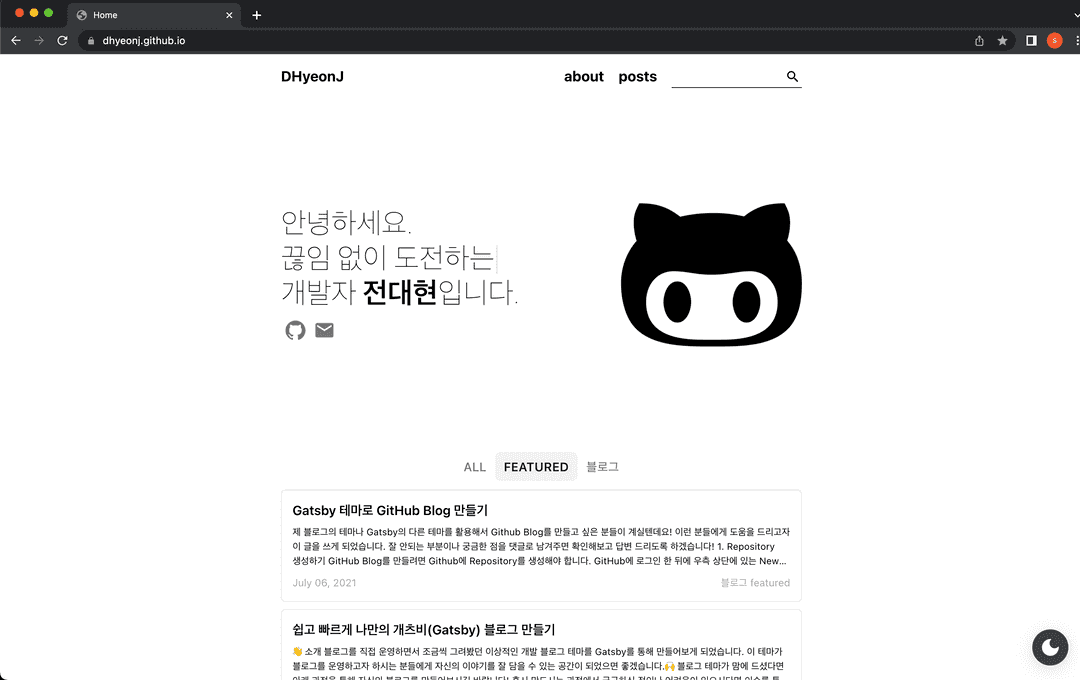 Home
dhyeonj.github.io
S
DHyeonJ
about posts
안녕하세요.
끊임 없이 도전하는
개발자 전대현입니다.
ALL FEATURED 블로그
Gatsby 테마로 GitHub Blog 만들기
제 블로그의 테마나 Gatsby의 다른 테마를 활용해서 Github Blog를 만들고 싶은 분들이 계실텐데요! 이런 분들에게 도움을 드리고자
이 글을 쓰게 되었습니다. 잘 안되는 부분이나 궁금한 점을 댓글로 남겨주면 확인해보고 답변 드리도록 하겠습니다! 1. Repository
생성하기 GitHub Blog를 만들려면 Github에 Repository를 생성해야 합니다. GitHub에 로그인 한 뒤에 우측 상단에 있는 New...
July 06, 2021 블로그 featured
쉽고 빠르게 나만의 개츠비(Gatsby) 블로그 만들기
👋 소개 블로그를 직접 운영하면서 조금씩 그려봤던 이상적인 개발 블로그 테마를 Gatsby를 통해 만들어보게 되었습니다. 이 테마가
블로그를 운영하고자 하시는 분들에게 자신의 이야기를 잘 담을 수 있는 공간이 되었으면 좋겠습니다.🙌 블로그 테마가 맘에 드셨다면